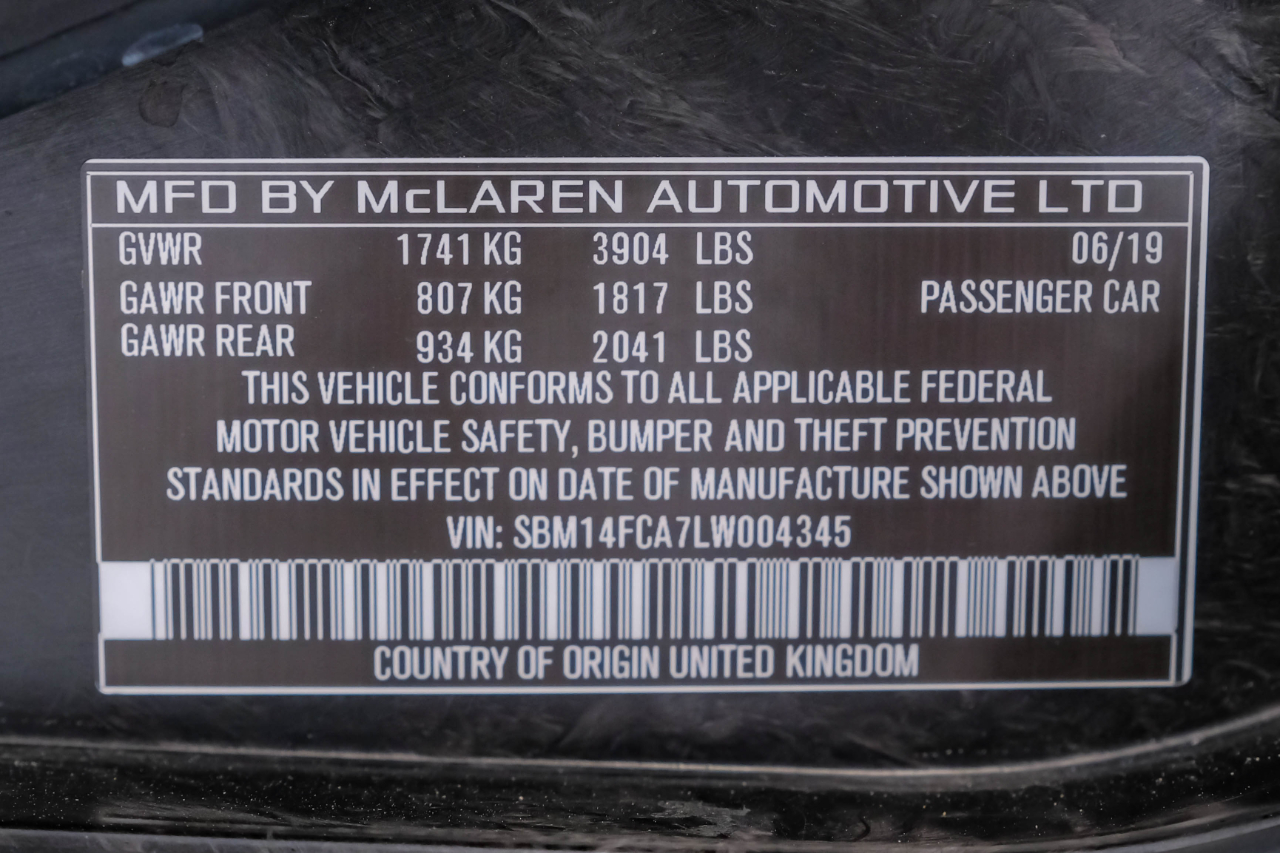 MFD BY McLAREN AUTOMOTIVE LTD
GVWR 1741 KG 3904 LBS 06/19
GAWR FRONT 807 KG 1817 LBS PASSENGER CAR
GAWR REAR 934 KG 2041 LBS
THIS VEHICLE CONFORMS TO ALL APPLICABLE FEDERAL
MOTOR VEHICLE SAFETY, BUMPER AND THEFT PREVENTION
STANDARDS IN EFFECT ON DATE OF MANUFACTURE SHOWN ABOVE
VIN: SBM14FCA7LW004345
COUNTRY OF ORIGIN UNITED KINGDOM